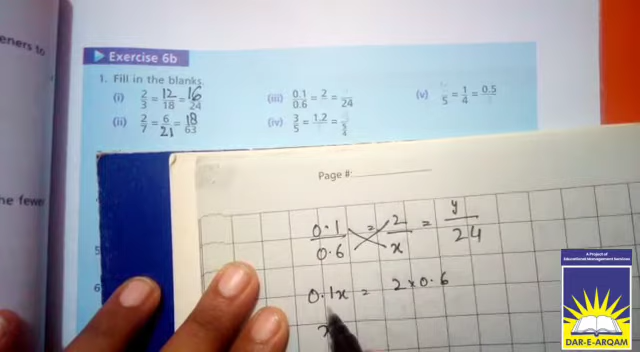 eners to
he fewer
Exercise 6b
1. Fill in the blanks.
(i) 2/3 = 12/18 = 16/24
(ii) 2/7 = 6/21 = 18/63
(iii) 0.1/0.6 = 2/ = /24
(iv) 3/5 = 1.2/ =
(v) /5 = 1/4 = 0.5/
Page #:
0.1/0.6 = 2/x = y/24
0.1x = 2 x 0.6
x
A Project of
Educational Management Services
DAR-E-ARQAM